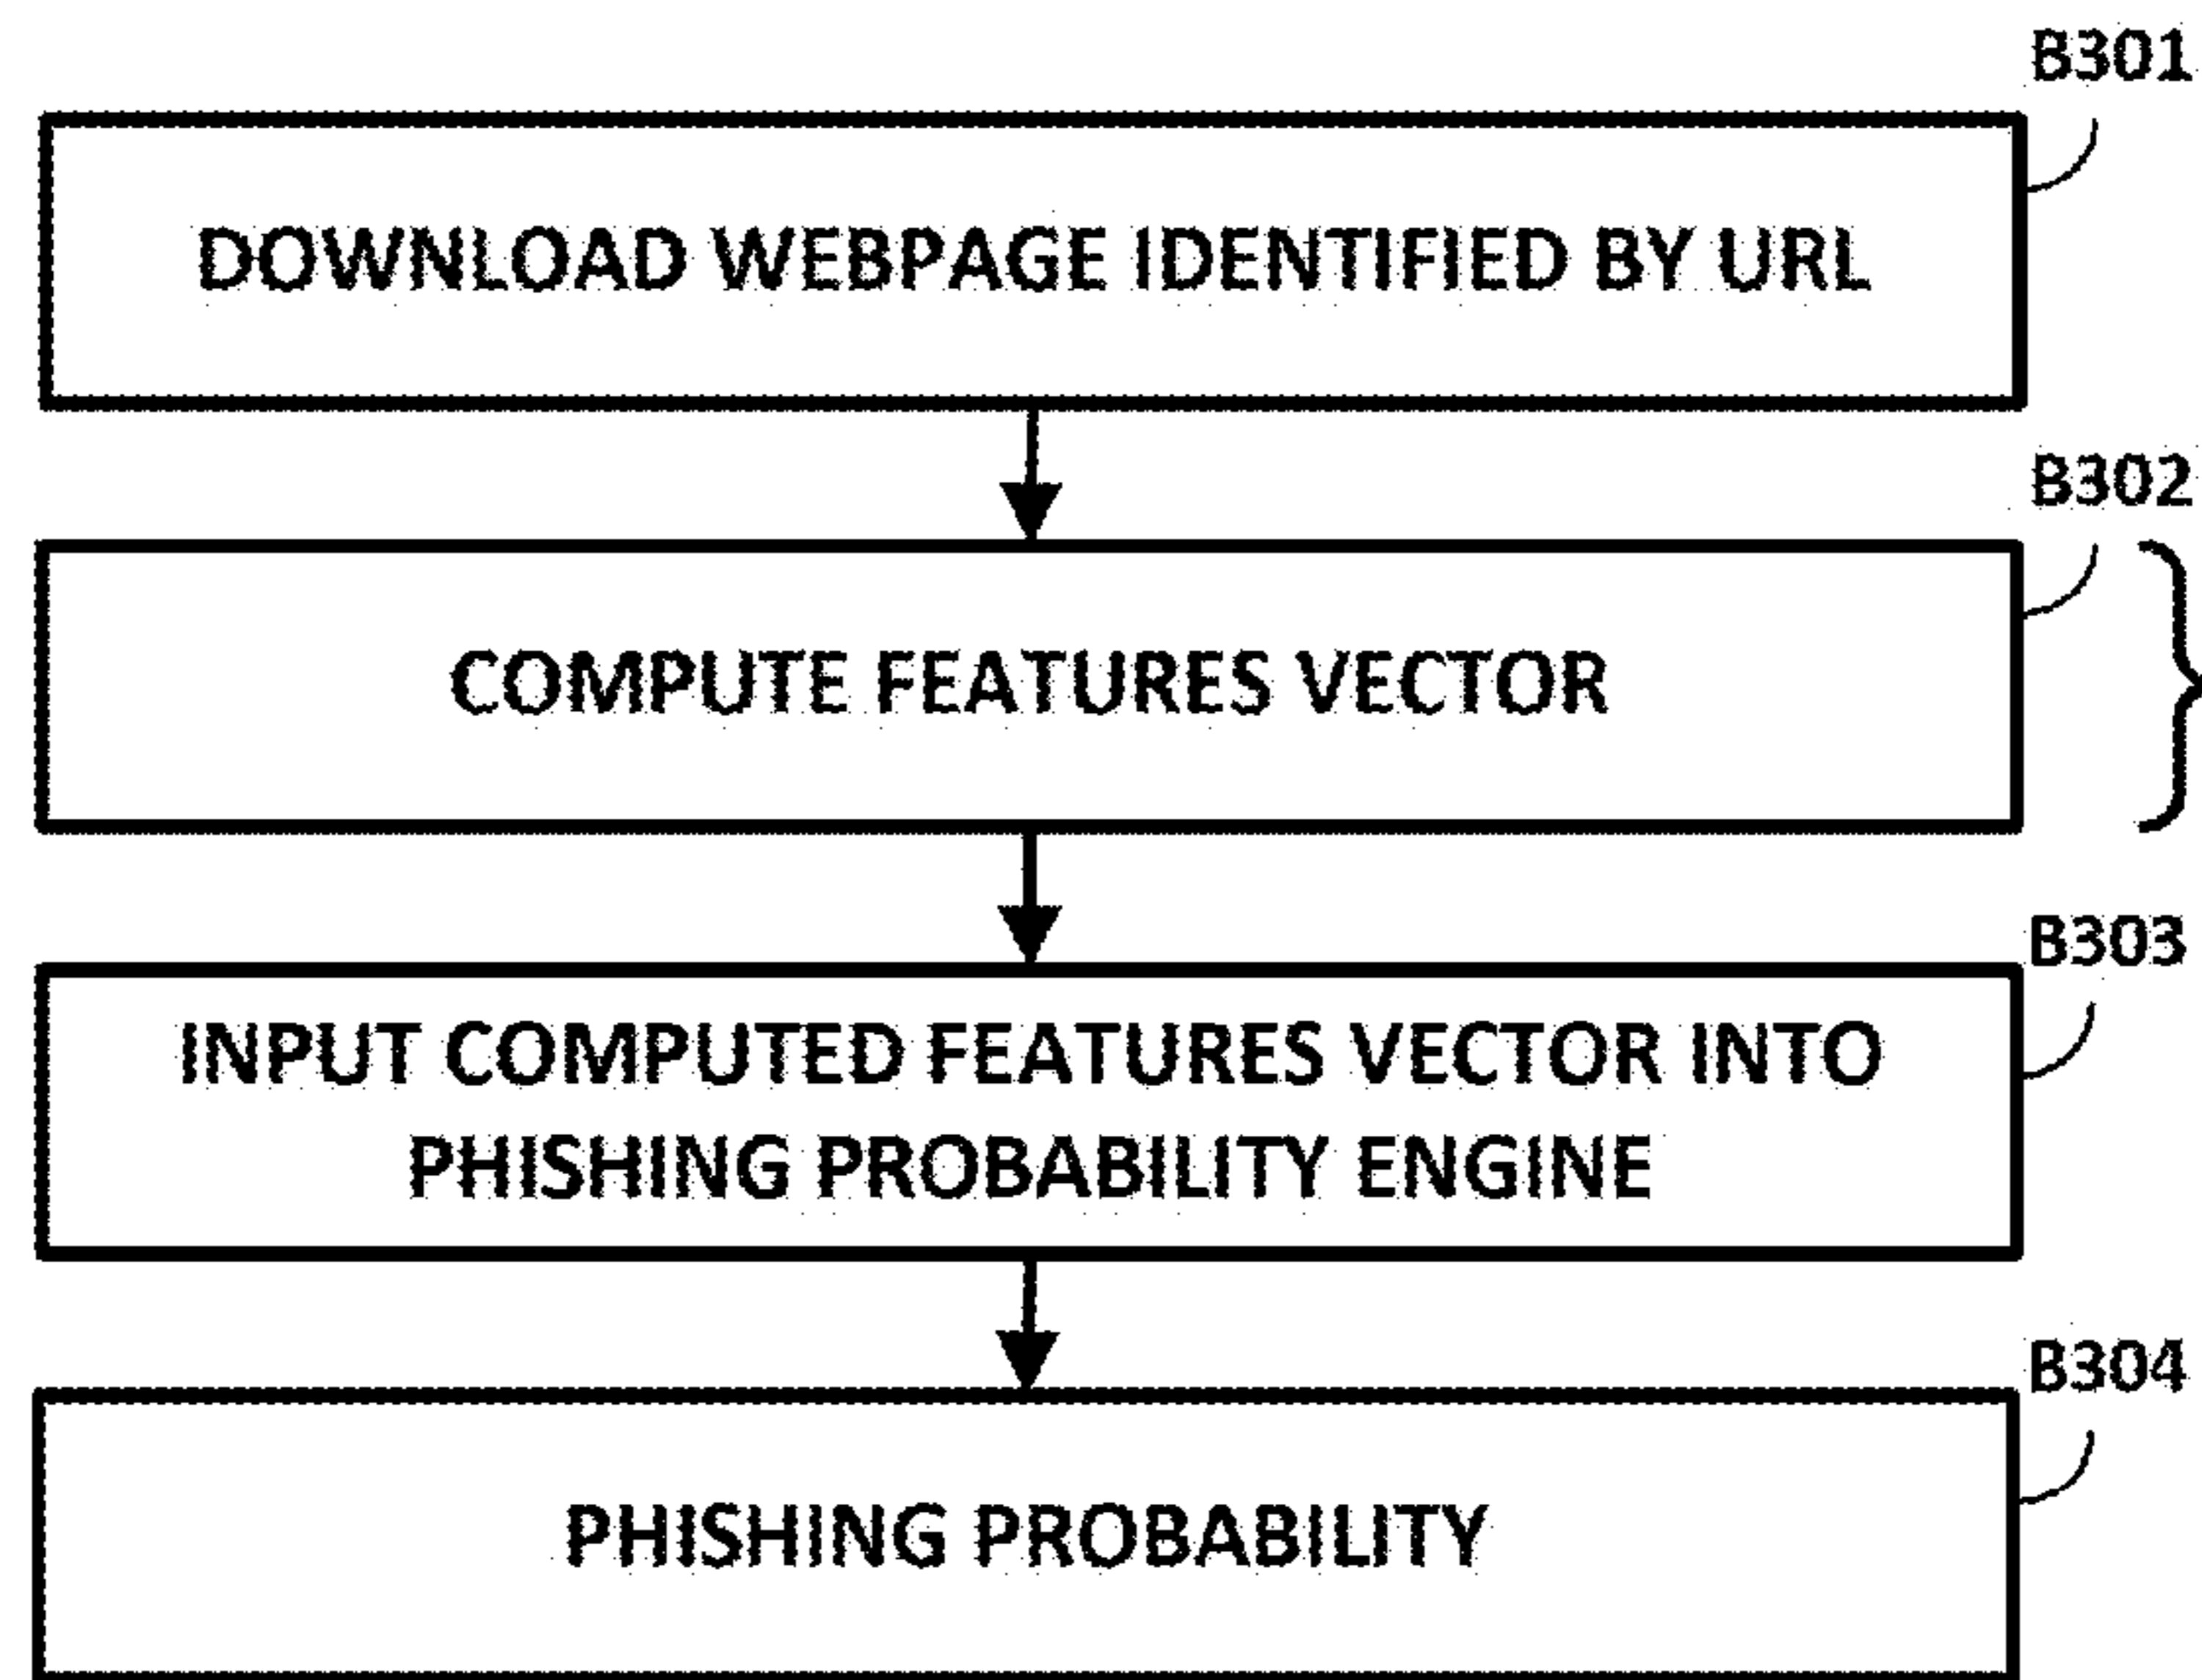 B301
DOWNLOAD WEBPAGE IDENTIFIED BY URL
B302
COMPUTE FEATURES VECTOR
B303
INPUT COMPUTED FEATURES VECTOR INTO
PHISHING PROBABILITY ENGINE
B304
PHISHING PROBABILITY